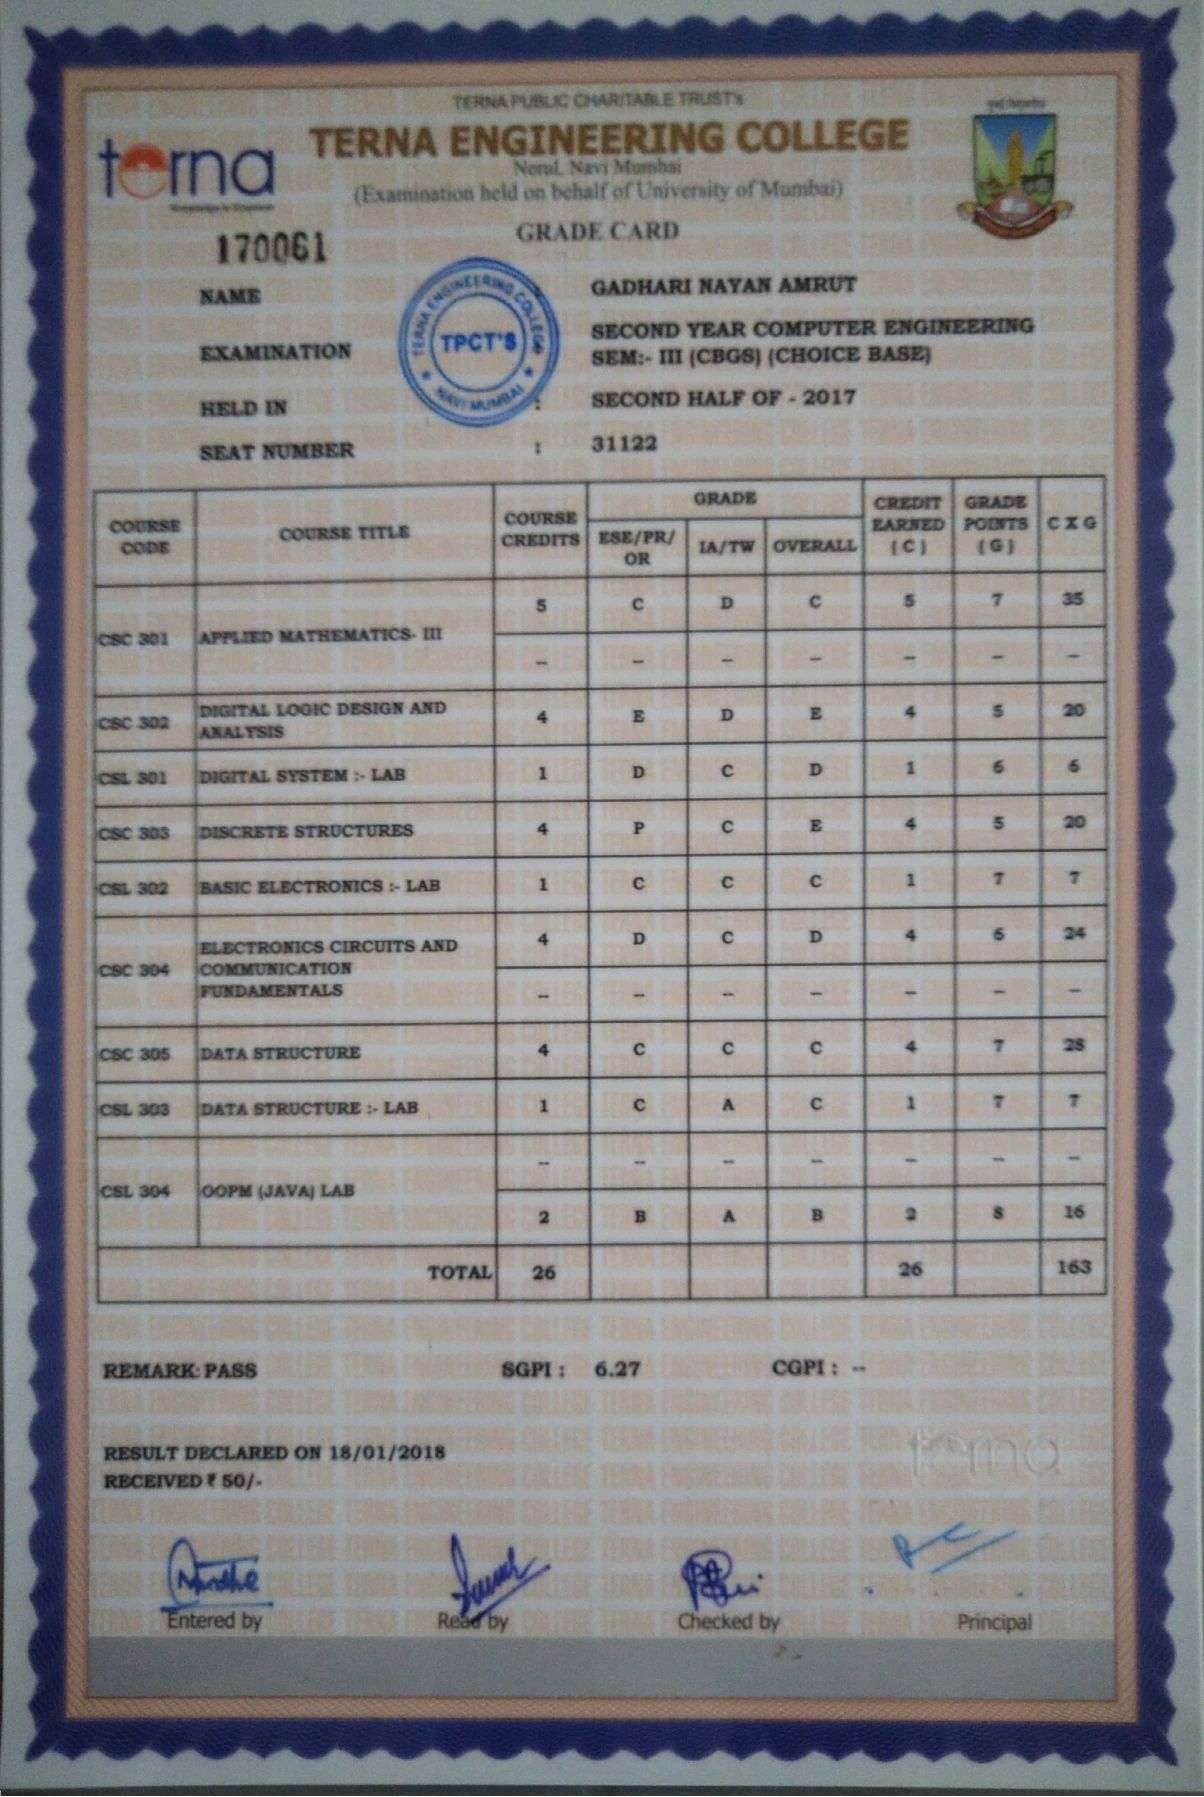 TERNA PUBLIC CHARITABLE TRUST's
TERNA ENGINEERING COLLEGE
terna
Nerul, Navi Mumbai
(Examination held on behalf of University of Mumbai)
GRADE CARD
170061
NAME : GADHARI NAYAN AMRUT
EXAMINATION SECOND YEAR COMPUTER ENGINEERING
SEM:- III (CBGS) (CHOICE BASE)
HELD IN : SECOND HALF OF - 2017
SEAT NUMBER : 31122
TERNA ENGINEERING COLLEGE
TPCT'S
★ NAVI MUMBAI ★
COURSE CODE COURSE TITLE COURSE CREDITS GRADE CREDIT EARNED (C) GRADE POINTS (G) C X G
ESE/PR/OR IA/TW OVERALL
CSC 301 APPLIED MATHEMATICS- III 5 C D C 5 7 35
-- -- -- -- -- -- --
CSC 302 DIGITAL LOGIC DESIGN AND ANALYSIS 4 E D E 4 5 20
CSL 301 DIGITAL SYSTEM :- LAB 1 D C D 1 6 6
CSC 303 DISCRETE STRUCTURES 4 P C E 4 5 20
CSL 302 BASIC ELECTRONICS :- LAB 1 C C C 1 7 7
CSC 304 ELECTRONICS CIRCUITS AND COMMUNICATION FUNDAMENTALS 4 D C D 4 6 24
-- -- -- -- -- -- --
CSC 305 DATA STRUCTURE 4 C C C 4 7 28
CSL 303 DATA STRUCTURE :- LAB 1 C A C 1 7 7
-- -- -- -- -- -- --
CSL 304 OOPM (JAVA) LAB 2 B A B 2 8 16
TOTAL 26 26 163
REMARK: PASS SGPI : 6.27 CGPI : --
RESULT DECLARED ON 18/01/2018
RECEIVED ₹ 50/-
terna
Entered by Read by Checked by Principal